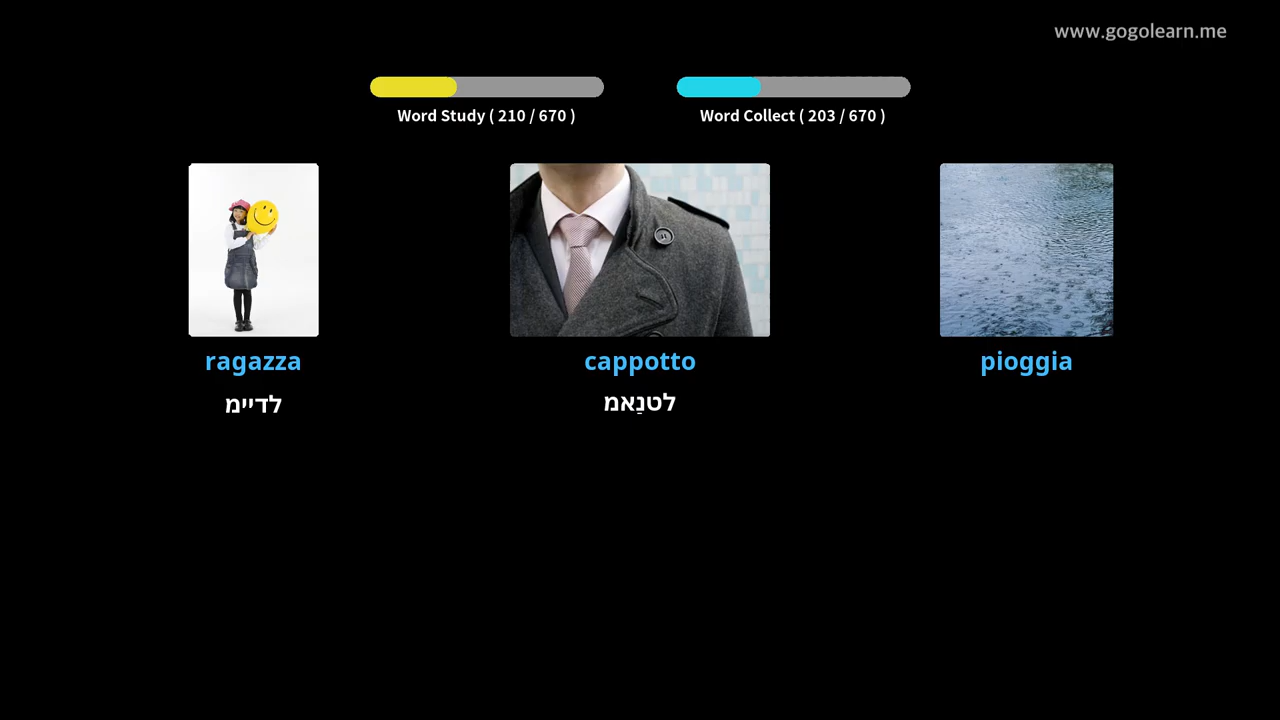 www.gogolearn.me
Word Study ( 210 / 670 )
Word Collect ( 203 / 670 )
ragazza
cappotto
pioggia
לדיימ
לטנַאמ